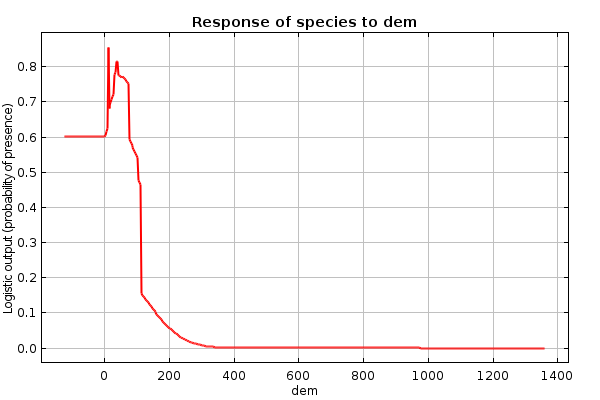 Response of species to dem
Logistic output (probability of presence)
0.8
0.7
0.6
0.5
0.4
0.3
0.2
0.1
0.0
0 200 400 600 800 1000 1200 1400
dem